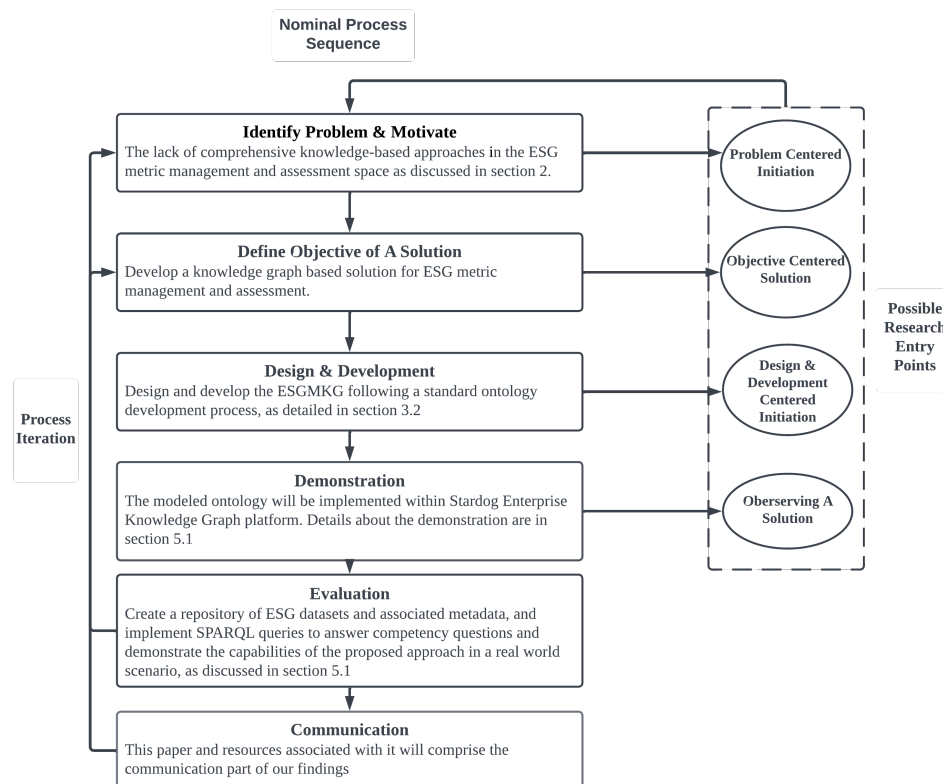 Nominal Process
Sequence
Identify Problem & Motivate
The lack of comprehensive knowledge-based approaches in the ESG
metric management and assessment space as discussed in section 2.
Problem Centered
Initiation
Define Objective of A Solution
Develop a knowledge graph based solution for ESG metric
management and assessment.
Objective Centered
Solution
Possible
Research
Entry
Points
Design & Development
Design and develop the ESGMKG following a standard ontology
development process, as detailed in section 3.2
Design &
Development
Centered
Initiation
Process
Iteration
Demonstration
The modeled ontology will be implemented within Stardog Enterprise
Knowledge Graph platform. Details about the demonstration are in
section 5.1
Oberserving A
Solution
Evaluation
Create a repository of ESG datasets and associated metadata, and
implement SPARQL queries to answer competency questions and
demonstrate the capabilities of the proposed approach in a real world
scenario, as discussed in section 5.1
Communication
This paper and resources associated with it will comprise the
communication part of our findings